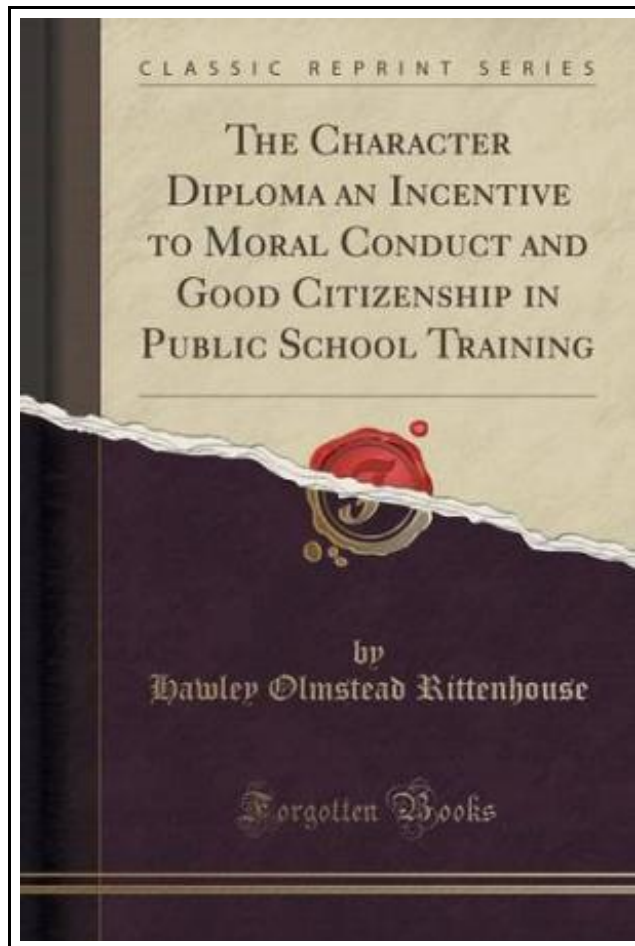 CLASSIC REPRINT SERIES
THE CHARACTER
DIPLOMA AN INCENTIVE
TO MORAL CONDUCT AND
GOOD CITIZENSHIP IN
PUBLIC SCHOOL TRAINING
by
Hawley Olmstead Rittenhouse
Forgotten Books